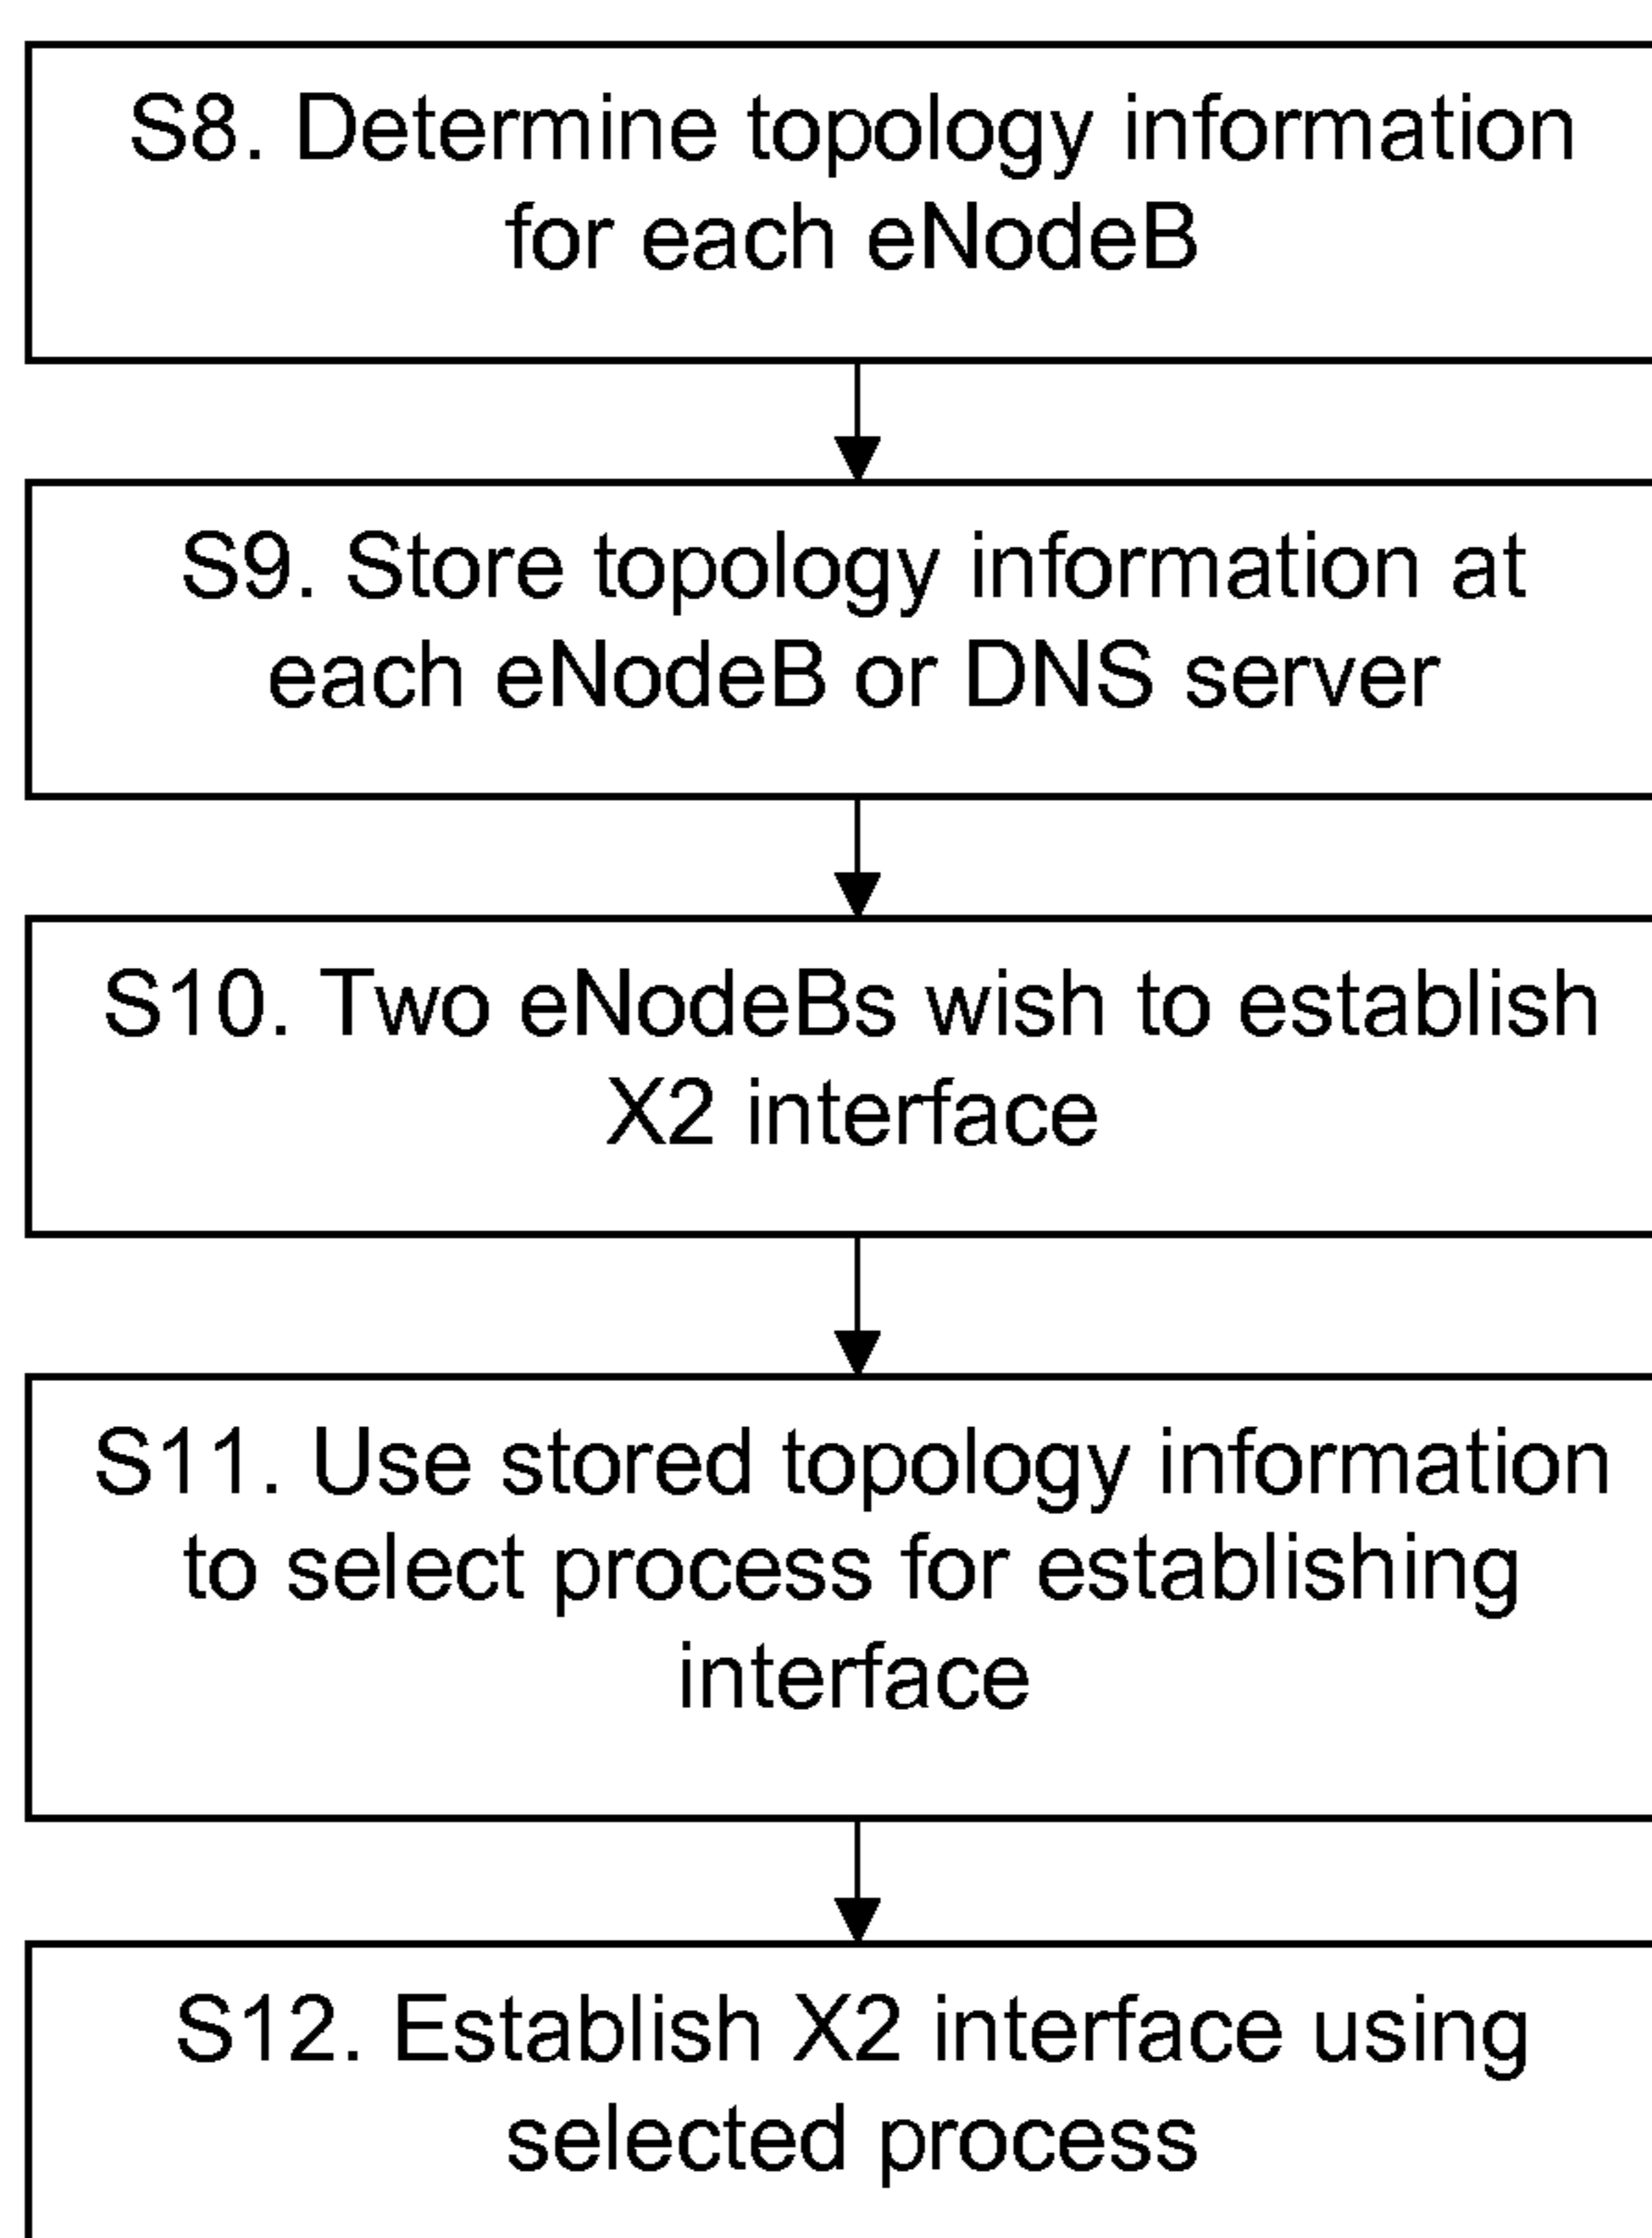 S8. Determine topology information
for each eNodeB
S9. Store topology information at
each eNodeB or DNS server
S10. Two eNodeBs wish to establish
X2 interface
S11. Use stored topology information
to select process for establishing
interface
S12. Establish X2 interface using
selected process